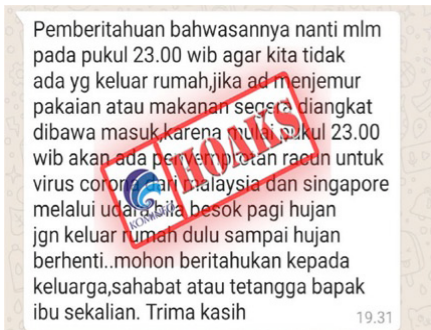 Pemberitahuan bahwasannya nanti mlm
pada pukul 23.00 wib agar kita tidak
ada yg keluar rumah,jika ad menjemur
pakaian atau makanan segera diangkat
dibawa masuk,karena mulai pukul 23.00
wib akan ada penyemprotan racun untuk
virus corona dari malaysia dan singapore
melalui udara,bila besok pagi hujan
jgn keluar rumah dulu sampai hujan
berhenti..mohon beritahukan kepada
keluarga,sahabat atau tetangga bapak
ibu sekalian. Trima kasih
19.31
HOAKS
KOMINFO